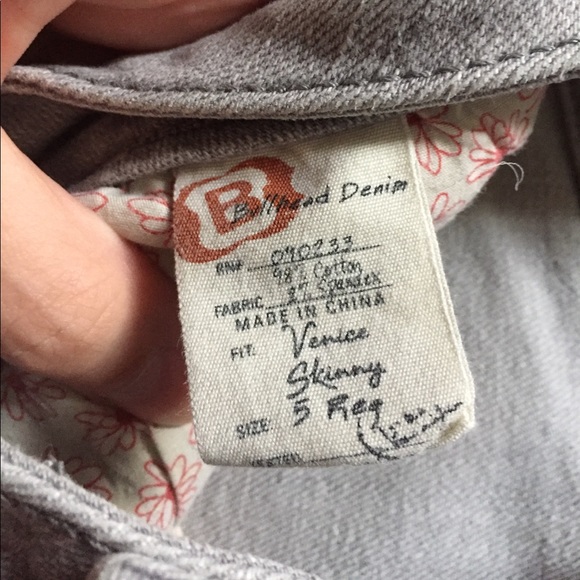 B
Bullhead Denim
RN#  090233
98% Cotton
FABRIC 2% Spandex
MADE IN CHINA
FIT: Venice
Skinny
SIZE 5 Reg